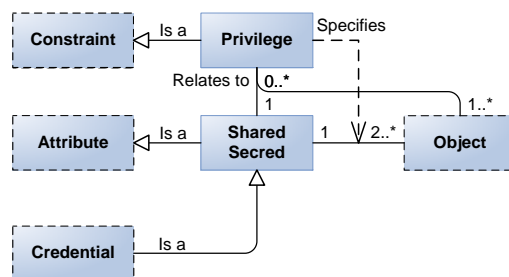 Constraint
Is a
Privilege
Specifies
Relates to
0..*
1
1..*
Attribute
Is a
Shared
Secred
1
2..*
Object
Credential
Is a